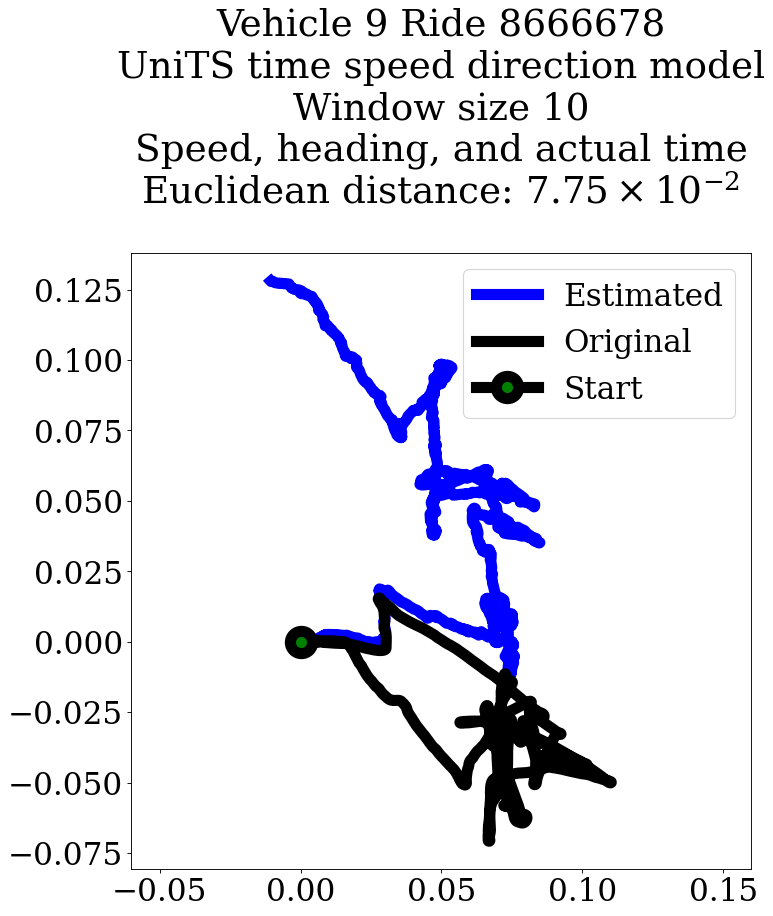 Vehicle 9 Ride 8666678
UniTS time speed direction model
Window size 10
Speed, heading, and actual time
Euclidean distance: 7.75 × 10⁻²
Estimated
Original
Start
0.125
0.100
0.075
0.050
0.025
0.000
−0.025
−0.050
−0.075
−0.05 0.00 0.05 0.10 0.15